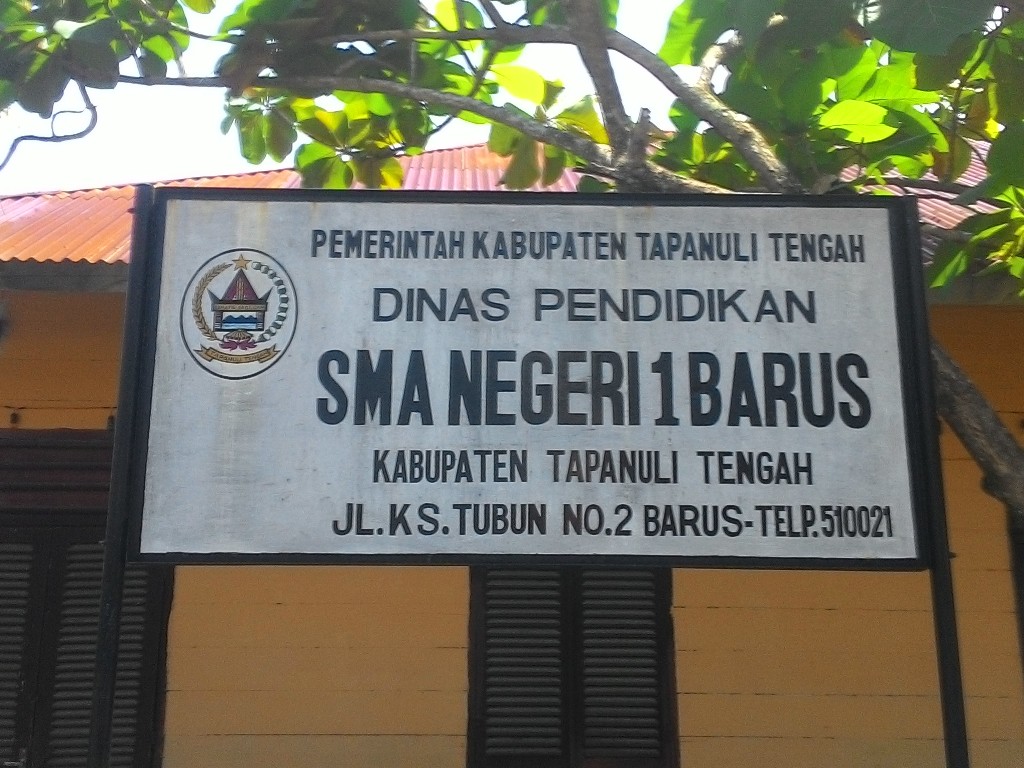 PEMERINTAH KABUPATEN TAPANULI TENGAH
DINAS PENDIDIKAN
SMA NEGERI 1 BARUS
KABUPATEN TAPANULI TENGAH
JL.KS.TUBUN NO.2 BARUS-TELP.510021